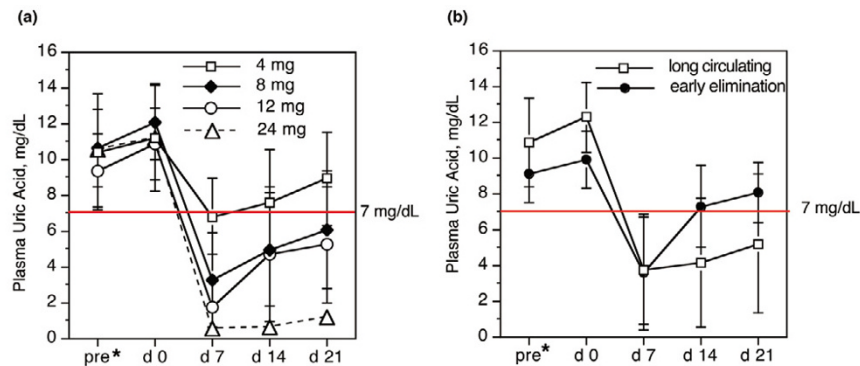 (a)
Plasma Uric Acid, mg/dL
16
14
12
10
8
6
4
2
0
4 mg
8 mg
12 mg
24 mg
7 mg/dL
pre* d 0 d 7 d 14 d 21
(b)
Plasma Uric Acid, mg/dL
16
14
12
10
8
6
4
2
0
long circulating
early elimination
7 mg/dL
pre* d 0 d 7 d 14 d 21